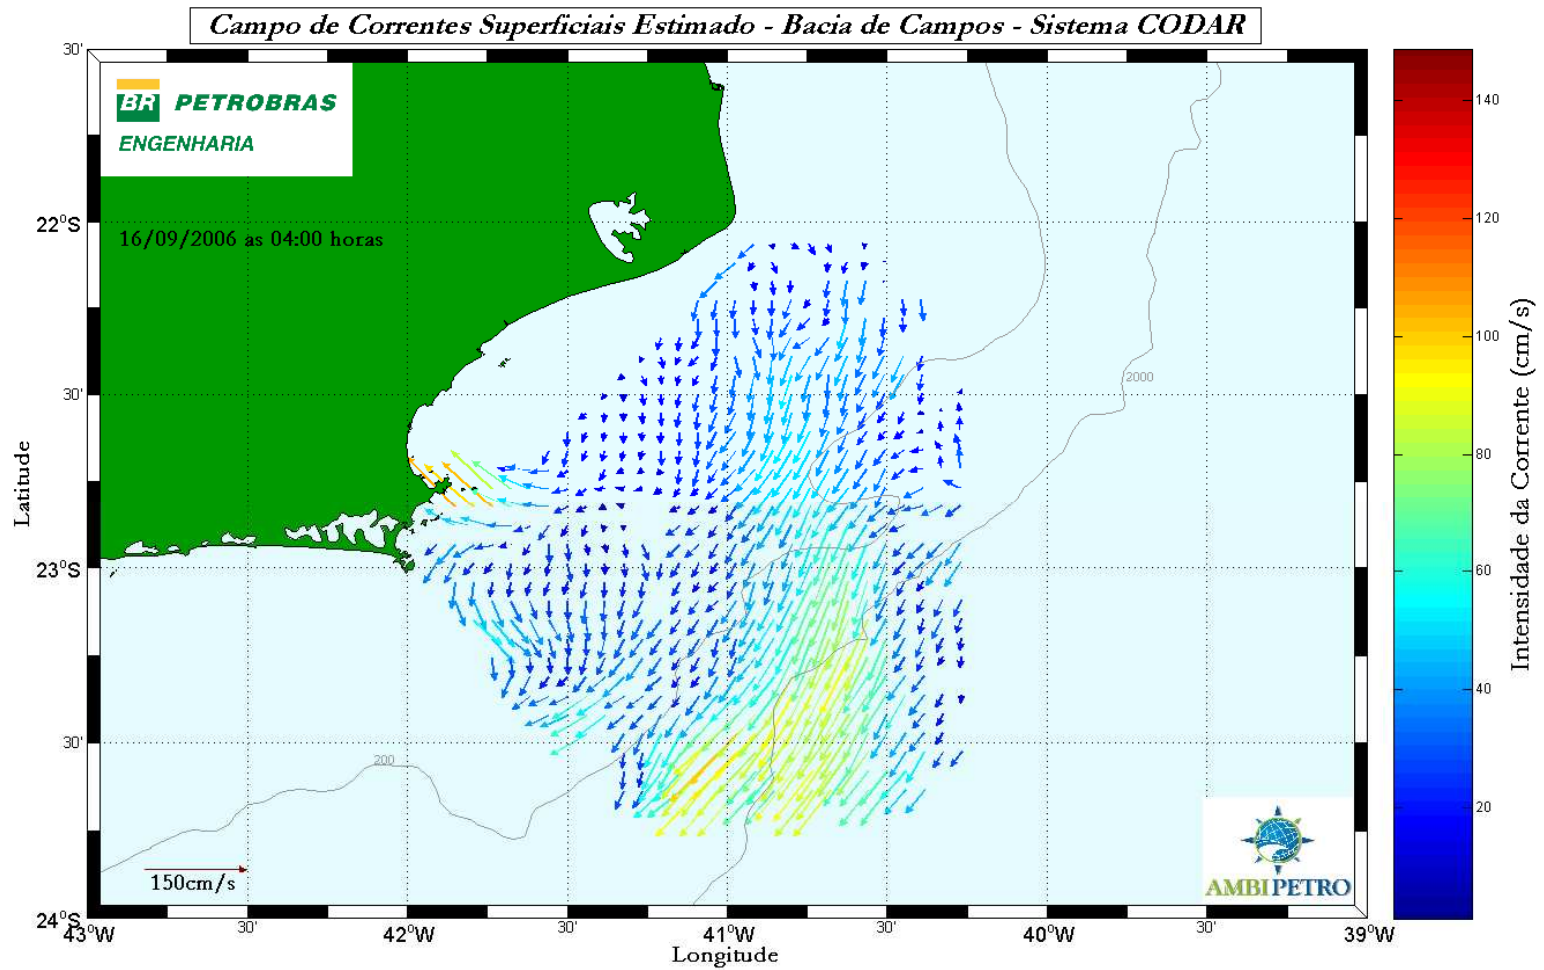 Campo de Correntes Superficiais Estimado - Bacia de Campos - Sistema CODAR
30'
BR PETROBRAS
ENGENHARIA
22°S
16/09/2006 as 04:00 horas
30'
23°S
30'
24°S
Latitude
2000
200
150cm/s
AMBIPETRO
43°W
30'
42°W
30'
41°W
30'
40°W
30'
39°W
Longitude
140
120
100
80
60
40
20
Intensidade da Corrente (cm/s)